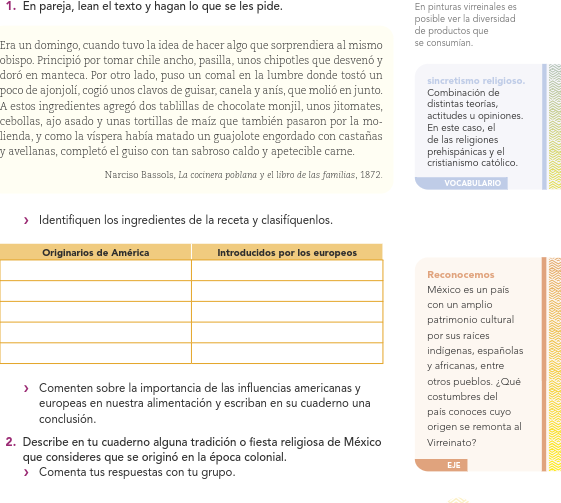 1. En pareja, lean el texto y hagan lo que se les pide.
Era un domingo, cuando tuvo la idea de hacer algo que sorprendiera al mismo
obispo. Principió por tomar chile ancho, pasilla, unos chipotles que desvenó y
doró en manteca. Por otro lado, puso un comal en la lumbre donde tostó un
poco de ajonjolí, cogió unos clavos de guisar, canela y anís, que molió en junto.
A estos ingredientes agregó dos tablillas de chocolate monjil, unos jitomates,
cebollas, ajo asado y unas tortillas de maíz que también pasaron por la mo-
lienda, y como la víspera había matado un guajolote engordado con castañas
y avellanas, completó el guiso con tan sabroso caldo y apetecible carne.
Narciso Bassols, La cocinera poblana y el libro de las familias, 1872.
› Identifiquen los ingredientes de la receta y clasifíquenlos.
Originarios de América
Introducidos por los europeos
› Comenten sobre la importancia de las influencias americanas y
europeas en nuestra alimentación y escriban en su cuaderno una
conclusión.
2. Describe en tu cuaderno alguna tradición o fiesta religiosa de México
que consideres que se originó en la época colonial.
› Comenta tus respuestas con tu grupo.
En pinturas virreinales es
posible ver la diversidad
de productos que
se consumían.
sincretismo religioso.
Combinación de
distintas teorías,
actitudes u opiniones.
En este caso, el
de las religiones
prehispánicas y el
cristianismo católico.
VOCABULARIO
Reconocemos
México es un país
con un amplio
patrimonio cultural
por sus raíces
indígenas, españolas
y africanas, entre
otros pueblos. ¿Qué
costumbres del
país conoces cuyo
origen se remonta al
Virreinato?
EJE